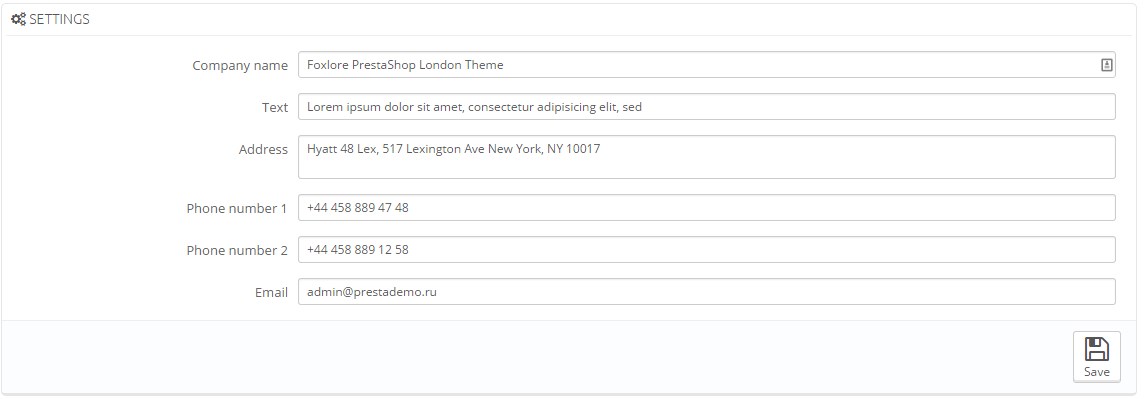 SETTINGS
Company name Foxlore PrestaShop London Theme
Text Lorem ipsum dolor sit amet, consectetur adipisicing elit, sed
Address Hyatt 48 Lex, 517 Lexington Ave New York, NY 10017
Phone number 1 +44 458 889 47 48
Phone number 2 +44 458 889 12 58
Email admin@prestademo.ru
Save